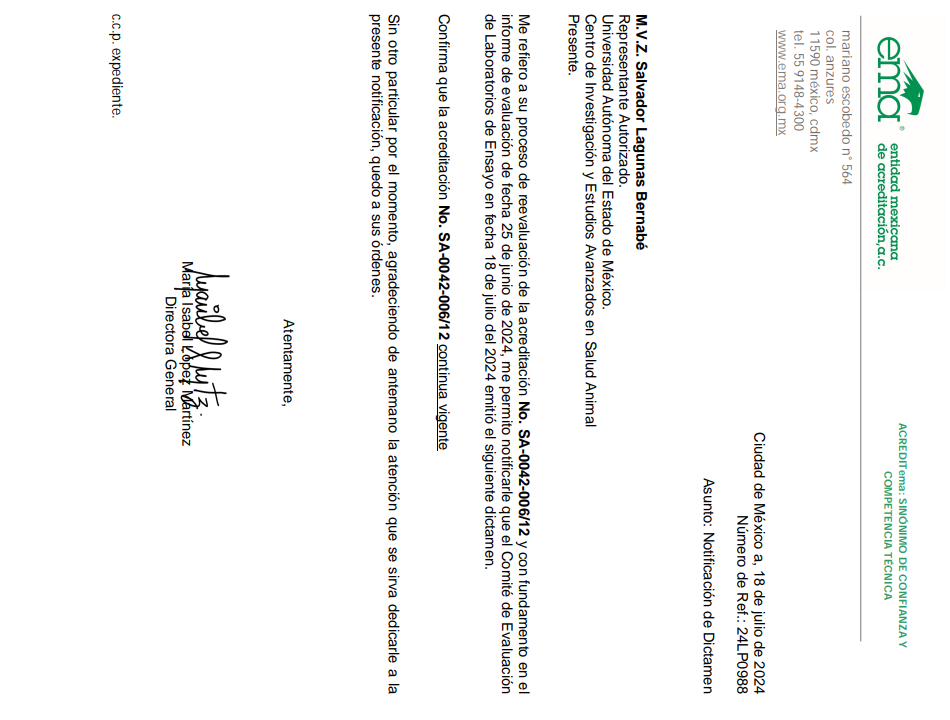 ema®
entidad mexicana
de acreditación, a.c.
ACREDITema: SINÓNIMO DE CONFIANZA Y
COMPETENCIA TÉCNICA
mariano escobedo n° 564
col. anzures
11590 méxico, cdmx
tel. 55 9148-4300
www.ema.org.mx
Ciudad de México a, 18 de julio de 2024
Número de Ref.: 24LP0988
Asunto: Notificación de Dictamen
M.V.Z. Salvador Lagunas Bernabé
Representante Autorizado.
Universidad Autónoma del Estado de México.
Centro de Investigación y Estudios Avanzados en Salud Animal
Presente.
Me refiero a su proceso de reevaluación de la acreditación No. SA-0042-006/12 y con fundamento en el
informe de evaluación de fecha 25 de junio de 2024, me permito notificarle que el Comité de Evaluación
de Laboratorios de Ensayo en fecha 18 de julio del 2024 emitió el siguiente dictamen.
Confirma que la acreditación No. SA-0042-006/12 continua vigente
Sin otro particular por el momento, agradeciendo de antemano la atención que se sirva dedicarle a la
presente notificación, quedo a sus órdenes.
Atentamente,
María Isabel López Martínez
Directora General
c.c.p. expediente.